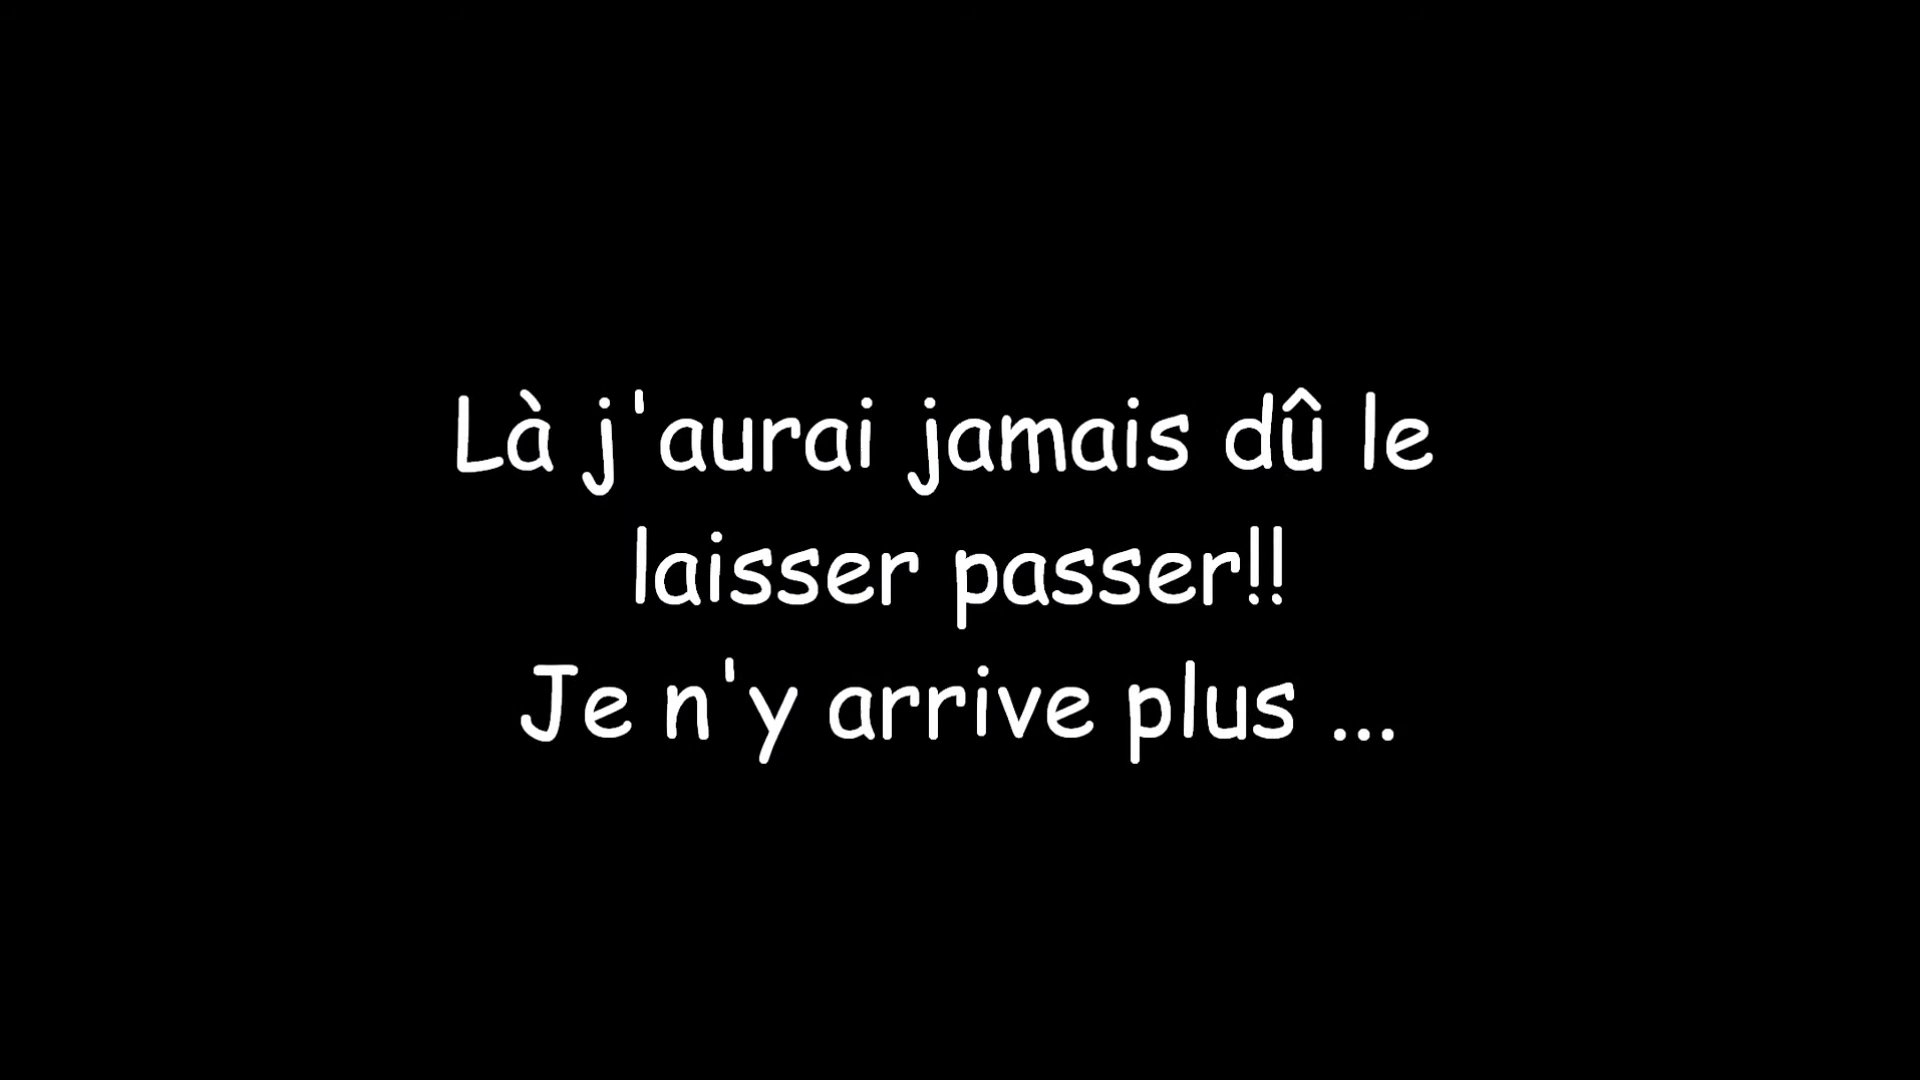 Là j'aurai jamais dû le
laisser passer!!
Je n'y arrive plus ...